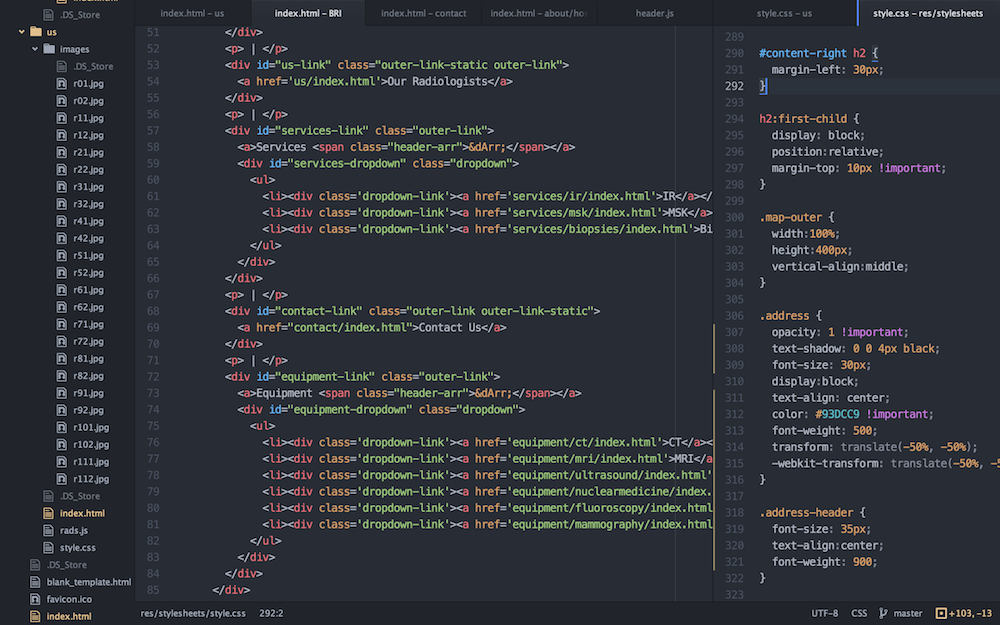 index.html
.DS_Store
us
images
.DS_Store
r01.jpg
r02.jpg
r11.jpg
r12.jpg
r21.jpg
r22.jpg
r31.jpg
r32.jpg
r41.jpg
r42.jpg
r51.jpg
r52.jpg
r61.jpg
r62.jpg
r71.jpg
r72.jpg
r81.jpg
r82.jpg
r91.jpg
r92.jpg
r101.jpg
r102.jpg
r111.jpg
r112.jpg
.DS_Store
index.html
rads.js
style.css
.DS_Store
blank_template.html
favicon.ico
index.html
index.html – us
index.html – BRI
index.html – contact
index.html – about/ho
header.js
51 </div>
52 <p> | </p>
53 <div id="us-link" class="outer-link-static outer-link">
54 <a href='us/index.html'>Our Radiologists</a>
55 </div>
56 <p> | </p>
57 <div id="services-link" class="outer-link">
58 <a>Services <span class="header-arr">&dArr;</span></a>
59 <div id="services-dropdown" class="dropdown">
60 <ul>
61 <li><div class='dropdown-link'><a href='services/ir/index.html'>IR</a></
62 <li><div class='dropdown-link'><a href='services/msk/index.html'>MSK</a>
63 <li><div class='dropdown-link'><a href='services/biopsies/index.html'>Bi
64 </ul>
65 </div>
66 </div>
67 <p> | </p>
68 <div id="contact-link" class="outer-link outer-link-static">
69 <a href="contact/index.html">Contact Us</a>
70 </div>
71 <p> | </p>
72 <div id="equipment-link" class="outer-link">
73 <a>Equipment <span class="header-arr">&dArr;</span></a>
74 <div id="equipment-dropdown" class="dropdown">
75 <ul>
76 <li><div class='dropdown-link'><a href='equipment/ct/index.html'>CT</a><
77 <li><div class='dropdown-link'><a href='equipment/mri/index.html'>MRI</a
78 <li><div class='dropdown-link'><a href='equipment/ultrasound/index.html'
79 <li><div class='dropdown-link'><a href='equipment/nuclearmedicine/index.
80 <li><div class='dropdown-link'><a href='equipment/fluoroscopy/index.html
81 <li><div class='dropdown-link'><a href='equipment/mammography/index.html
82 </ul>
83 </div>
84 </div>
85 </div>
style.css – us
style.css – res/stylesheets
289
290 #content-right h2 {
291 margin-left: 30px;
292 }
293
294 h2:first-child {
295 display: block;
296 position:relative;
297 margin-top: 10px !important;
298 }
299
300 .map-outer {
301 width:100%;
302 height:400px;
303 vertical-align:middle;
304 }
305
306 .address {
307 opacity: 1 !important;
308 text-shadow: 0 0 4px black;
309 font-size: 30px;
310 display:block;
311 text-align: center;
312 color: #93DCC9 !important;
313 font-weight: 500;
314 transform: translate(-50%, -50%);
315 -webkit-transform: translate(-50%, -5
316 }
317
318 .address-header {
319 font-size: 35px;
320 text-align:center;
321 font-weight: 900;
322 }
323
res/stylesheets/style.css 292:2
UTF-8 CSS master +103, -13